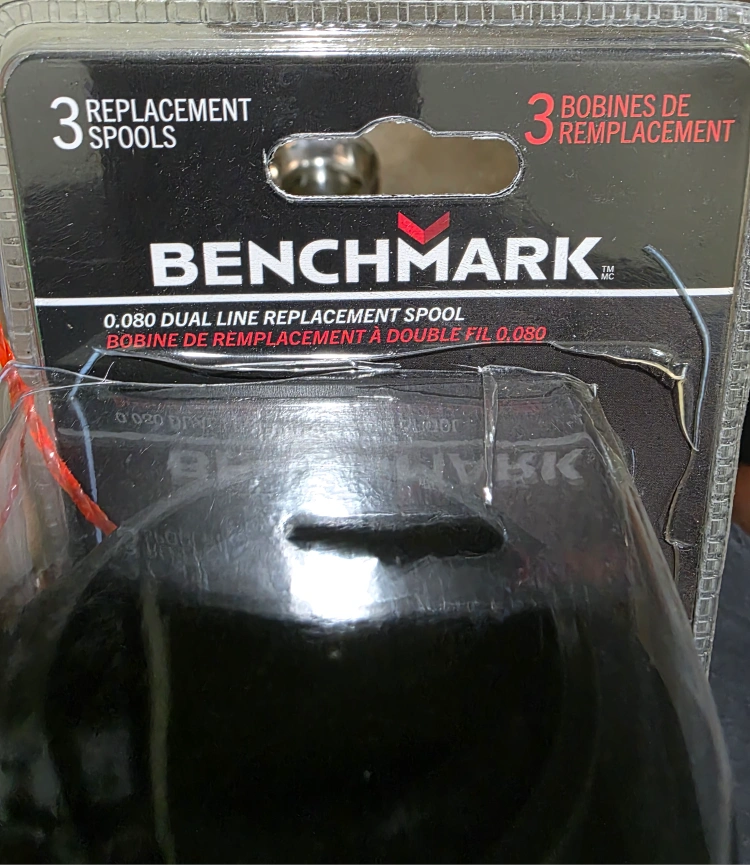 3 REPLACEMENT
SPOOLS
3 BOBINES DE
REMPLACEMENT
BENCHMARK TM MC
0.080 DUAL LINE REPLACEMENT SPOOL
BOBINE DE REMPLACEMENT À DOUBLE FIL 0,080